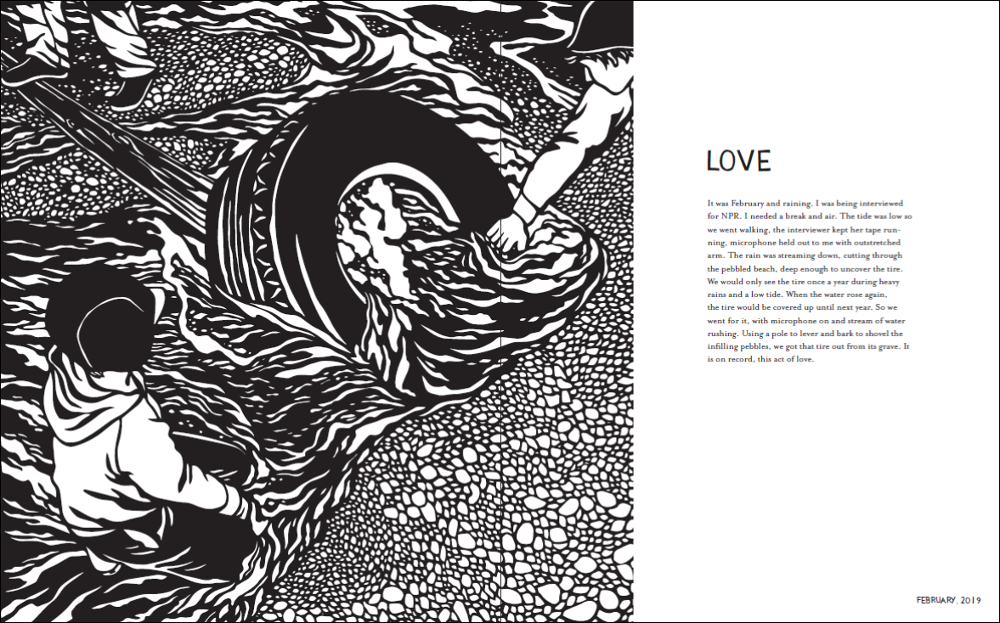 LOVE
It was February and raining. I was being interviewed
for NPR. I needed a break and air. The tide was low so
we went walking, the interviewer kept her tape run-
ning, microphone held out to me with outstretched
arm. The rain was streaming down, cutting through
the pebbled beach, deep enough to uncover the tire.
We would only see the tire once a year during heavy
rains and a low tide. When the water rose again,
the tire would be covered up until next year. So we
went for it, with microphone on and stream of water
rushing. Using a pole to lever and bark to shovel the
infilling pebbles, we got that tire out from its grave. It
is on record, this act of love.
FEBRUARY, 2019